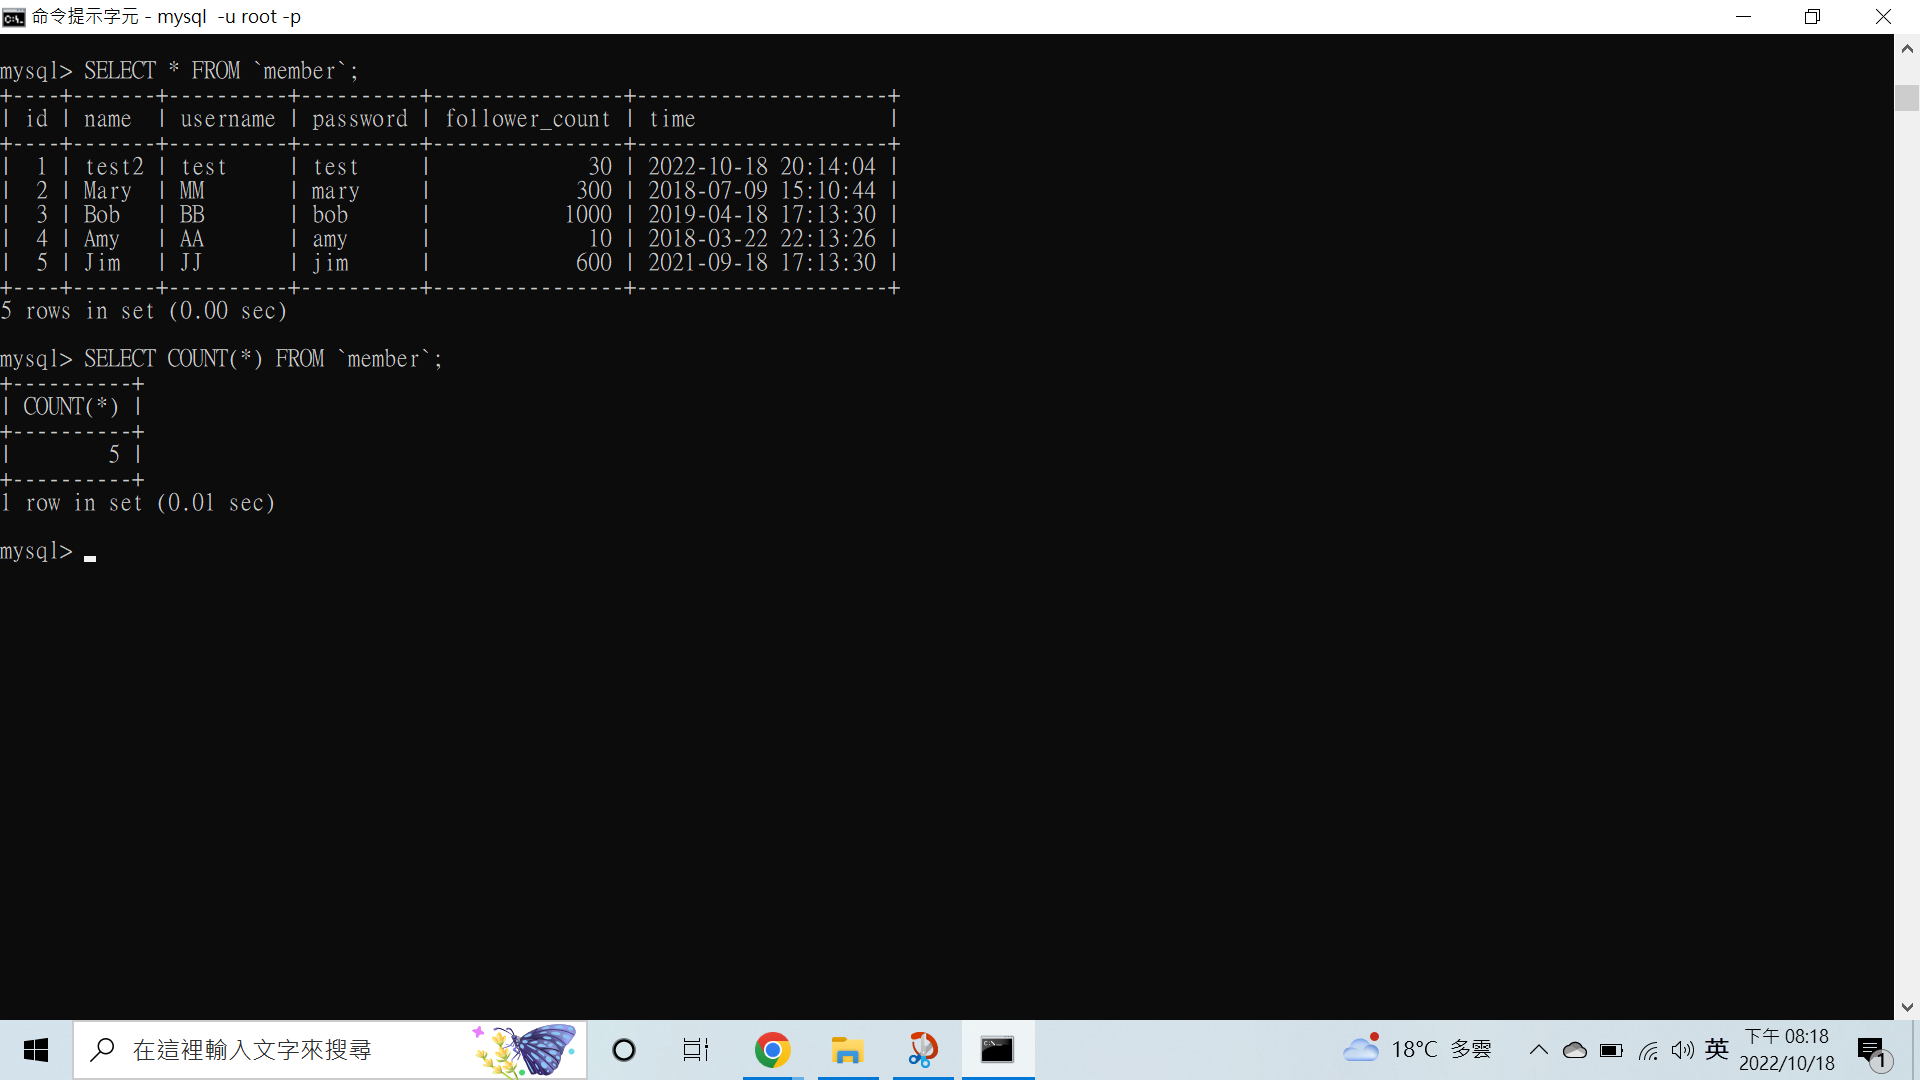 命令提示字元 - mysql  -u root -p
mysql> SELECT * FROM `member`;
+----+-------+----------+----------+----------------+---------------------+
| id | name  | username | password | follower_count | time                |
+----+-------+----------+----------+----------------+---------------------+
|  1 | test2 | test     | test     |             30 | 2022-10-18 20:14:04 |
|  2 | Mary  | MM       | mary     |            300 | 2018-07-09 15:10:44 |
|  3 | Bob   | BB       | bob      |           1000 | 2019-04-18 17:13:30 |
|  4 | Amy   | AA       | amy      |             10 | 2018-03-22 22:13:26 |
|  5 | Jim   | JJ       | jim      |            600 | 2021-09-18 17:13:30 |
+----+-------+----------+----------+----------------+---------------------+
5 rows in set (0.00 sec)
mysql> SELECT COUNT(*) FROM `member`;
+----------+
| COUNT(*) |
+----------+
|        5 |
+----------+
1 row in set (0.01 sec)
mysql>
在這裡輸入文字來搜尋
18°C 多雲
英
下午 08:18
2022/10/18
1